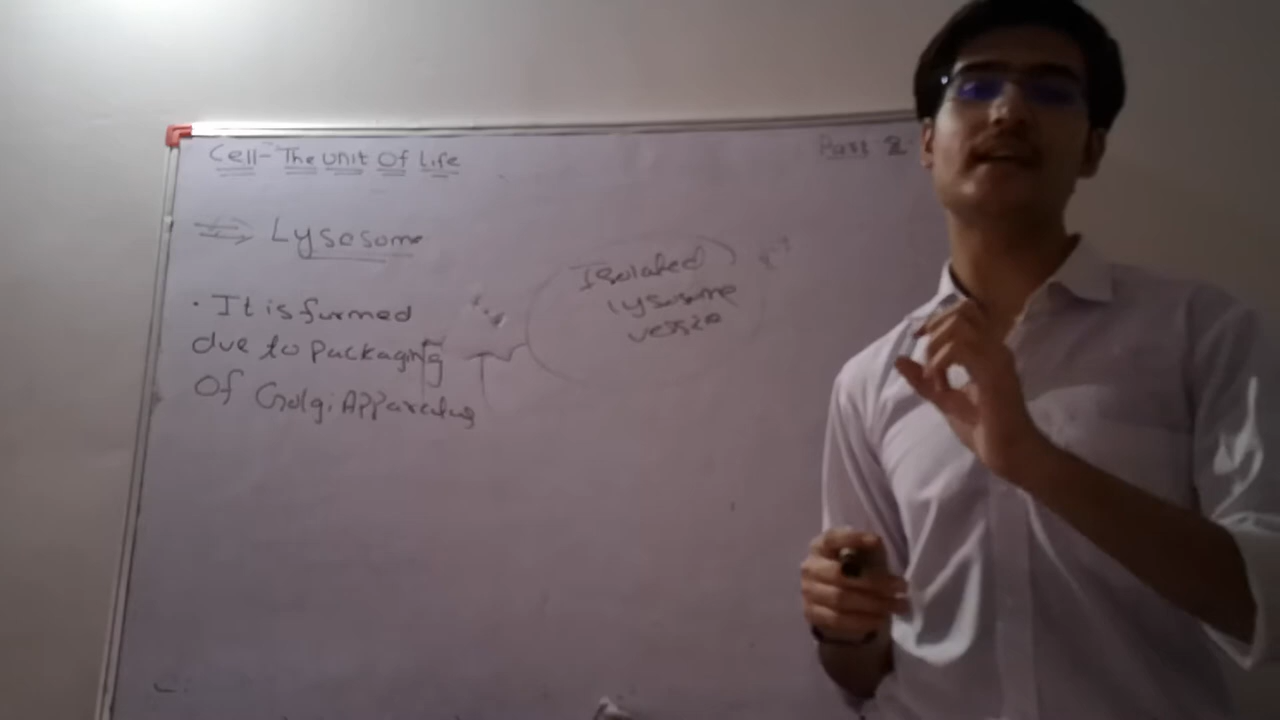 Cell-The Unit Of Life
Part 2
Lysosome
• It is formed
due to Packaging
Of Golgi Apparatus
Isolated
lysosome